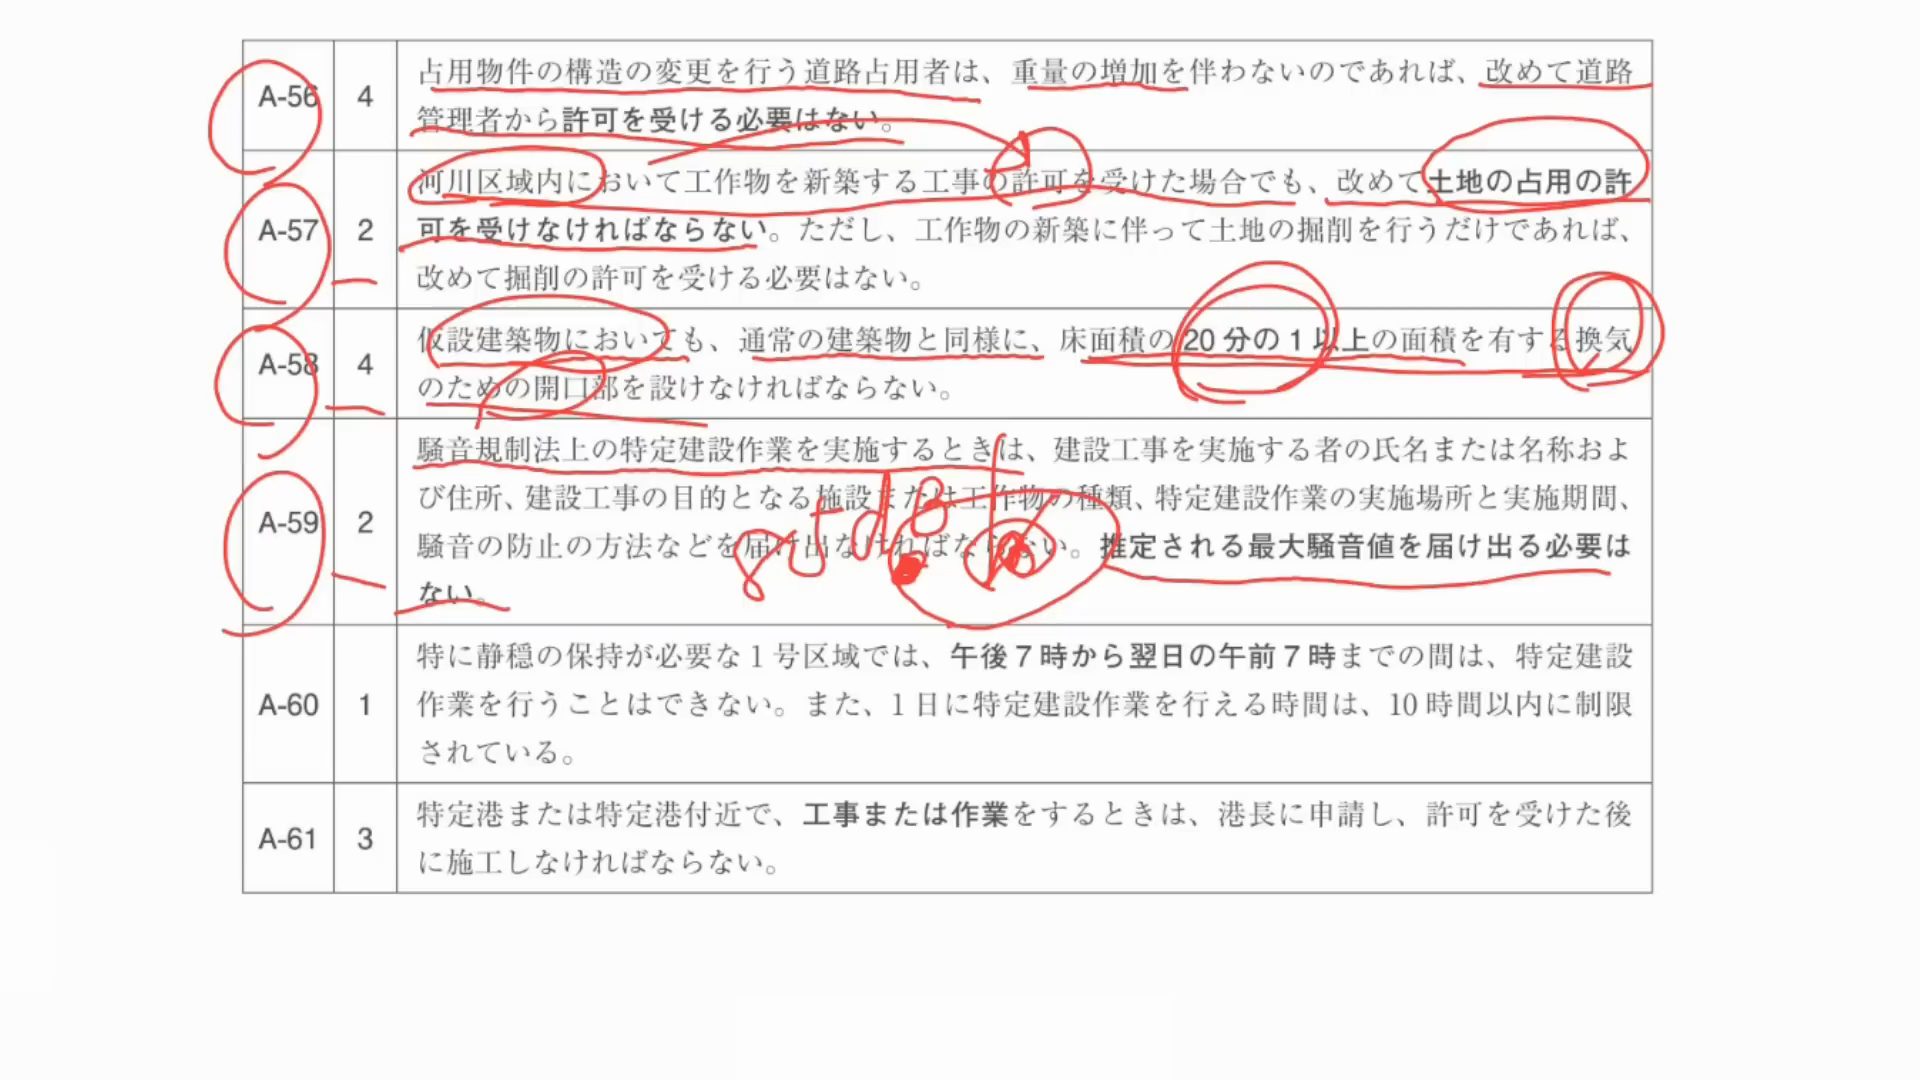 A-56 4 占用物件の構造の変更を行う道路占用者は、重量の増加を伴わないのであれば、改めて道路
管理者から許可を受ける必要はない。
A-57 2 河川区域内において工作物を新築する工事の許可を受けた場合でも、改めて土地の占用の許
可を受けなければならない。ただし、工作物の新築に伴って土地の掘削を行うだけであれば、
改めて掘削の許可を受ける必要はない。
A-58 4 仮設建築物においても、通常の建築物と同様に、床面積の20分の1以上の面積を有する換気
のための開口部を設けなければならない。
A-59 2 騒音規制法上の特定建設作業を実施するときは、建設工事を実施する者の氏名または名称およ
び住所、建設工事の目的となる施設または工作物の種類、特定建設作業の実施場所と実施期間、
騒音の防止の方法などを届け出なければならない。推定される最大騒音値を届け出る必要は
ない。
A-60 1 特に静穏の保持が必要な1号区域では、午後7時から翌日の午前7時までの間は、特定建設
作業を行うことはできない。また、1日に特定建設作業を行える時間は、10時間以内に制限
されている。
A-61 3 特定港または特定港付近で、工事または作業をするときは、港長に申請し、許可を受けた後
に施工しなければならない。